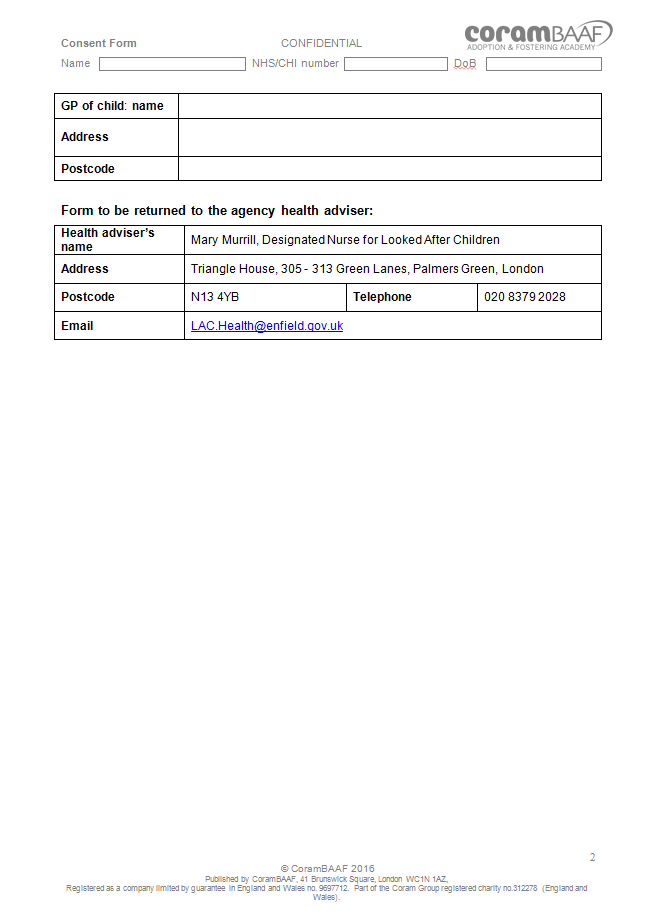 Consent Form CONFIDENTIAL coramBAAF
ADOPTION & FOSTERING ACADEMY
Name NHS/CHI number DoB
GP of child: name
Address
Postcode
Form to be returned to the agency health adviser:
Health adviser's
name Mary Murrill, Designated Nurse for Looked After Children
Address Triangle House, 305 - 313 Green Lanes, Palmers Green, London
Postcode N13 4YB Telephone 020 8379 2028
Email LAC.Health@enfield.gov.uk
2
© CoramBAAF 2016
Published by CoramBAAF, 41 Brunswick Square, London WC1N 1AZ,
Registered as a company limited by guarantee in England and Wales no. 9697712. Part of the Coram Group registered charity no.312278 (England and
Wales).